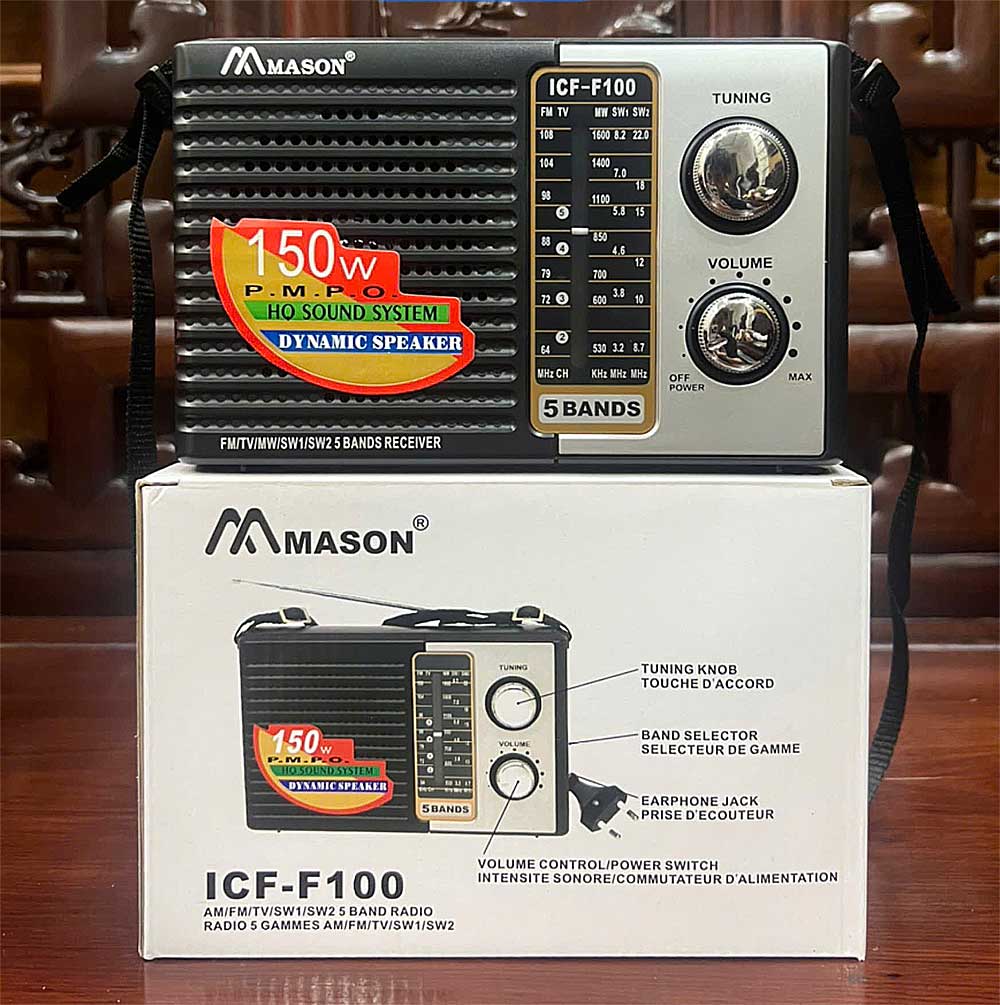 MASON®
150W
P.M.P.O.
HQ SOUND SYSTEM
DYNAMIC SPEAKER
FM/TV/MW/SW1/SW2 5 BANDS RECEIVER
ICF-F100
FM TV MW SW1 SW2
108 1600 8.2 22.0
104 1400
7.0
18
98 1100
5 5.8 15
88 850
4 4.6
12
79 700
72 3 600 3.8 10
2
64 530 3.2 8.7
MHz CH KHz MHz MHz
5 BANDS
TUNING
VOLUME
OFF
POWER
MAX
MASON®
TUNING
VOLUME
150W
P.M.P.O.
HQ SOUND SYSTEM
DYNAMIC SPEAKER
5 BANDS
TUNING KNOB
TOUCHE D'ACCORD
BAND SELECTOR
SELECTEUR DE GAMME
EARPHONE JACK
PRISE D'ECOUTEUR
VOLUME CONTROL/POWER SWITCH
INTENSITE SONORE/COMMUTATEUR D'ALIMENTATION
ICF-F100
AM/FM/TV/SW1/SW2 5 BAND RADIO
RADIO 5 GAMMES AM/FM/TV/SW1/SW2